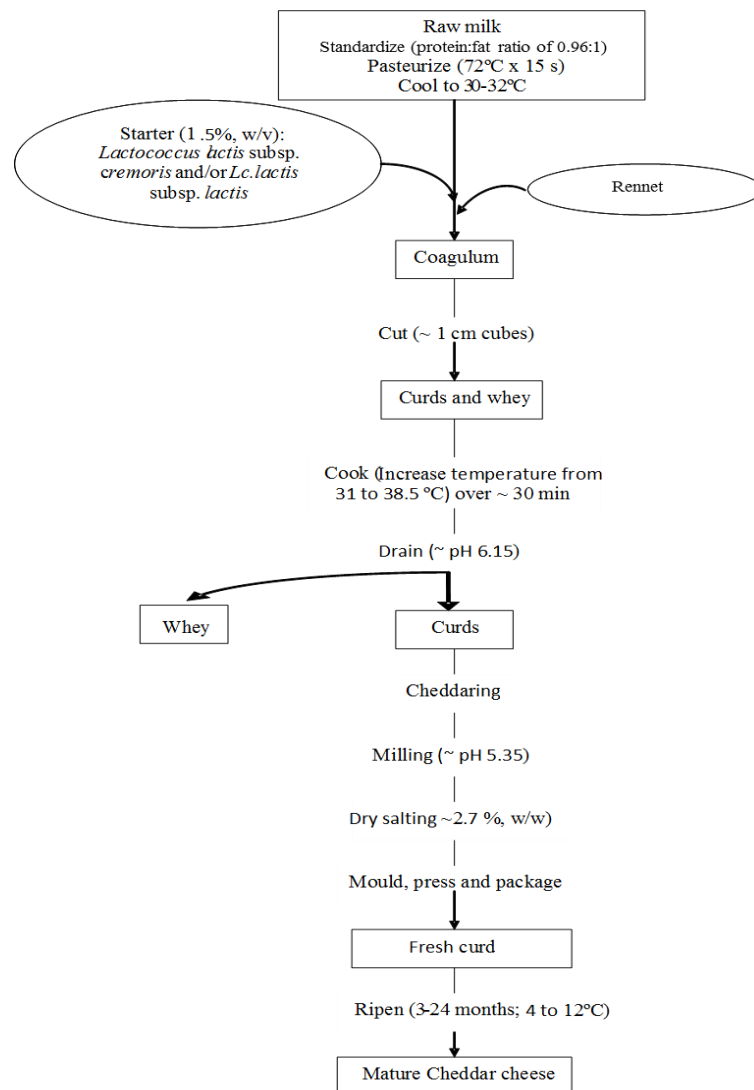 Raw milk
Standardize (protein:fat ratio of 0.96:1)
Pasteurize (72ºC x 15 s)
Cool to 30-32ºC
Starter (1.5%, w/v):
Lactococcus lactis subsp.
cremoris and/or Lc.lactis
subsp. lactis
Rennet
Coagulum
Cut (~ 1 cm cubes)
Curds and whey
Cook (Increase temperature from
31 to 38.5 ºC) over ~ 30 min
Drain (~ pH 6.15)
Whey
Curds
Cheddaring
Milling (~ pH 5.35)
Dry salting ~2.7 %, w/w)
Mould, press and package
Fresh curd
Ripen (3-24 months; 4 to 12ºC)
Mature Cheddar cheese